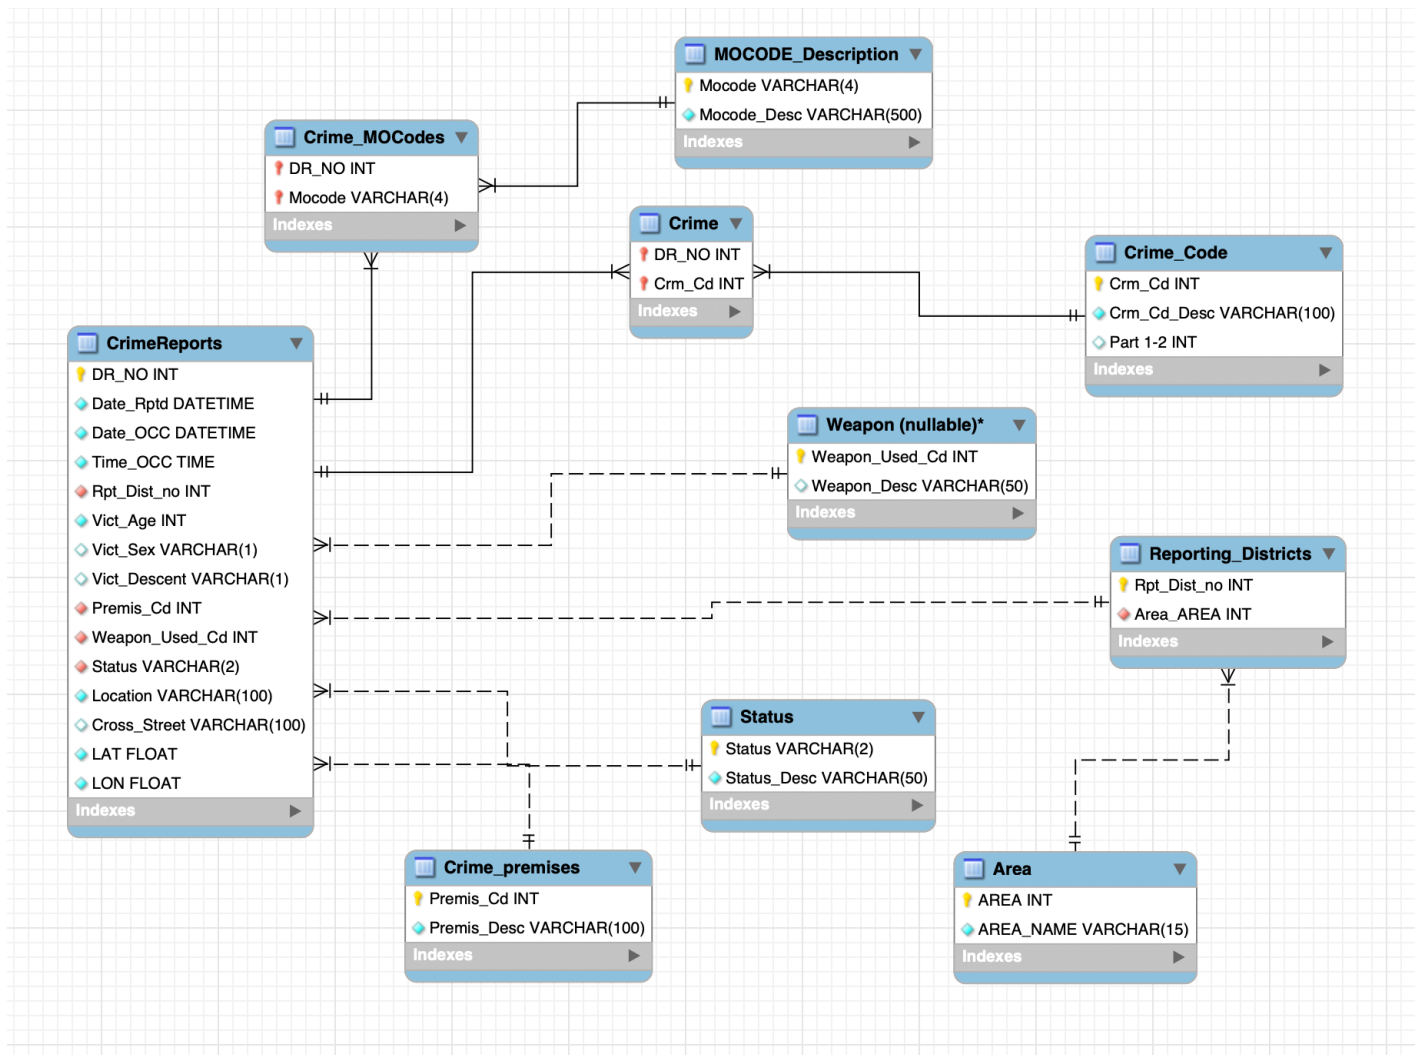 MOCODE_Description
Mocode VARCHAR(4)
Mocode_Desc VARCHAR(500)
Indexes
Crime_MOCodes
DR_NO INT
Mocode VARCHAR(4)
Indexes
Crime
DR_NO INT
Crm_Cd INT
Indexes
Crime_Code
Crm_Cd INT
Crm_Cd_Desc VARCHAR(100)
Part 1-2 INT
Indexes
CrimeReports
DR_NO INT
Date_Rptd DATETIME
Date_OCC DATETIME
Time_OCC TIME
Rpt_Dist_no INT
Vict_Age INT
Vict_Sex VARCHAR(1)
Vict_Descent VARCHAR(1)
Premis_Cd INT
Weapon_Used_Cd INT
Status VARCHAR(2)
Location VARCHAR(100)
Cross_Street VARCHAR(100)
LAT FLOAT
LON FLOAT
Indexes
Weapon (nullable)*
Weapon_Used_Cd INT
Weapon_Desc VARCHAR(50)
Indexes
Reporting_Districts
Rpt_Dist_no INT
Area_AREA INT
Indexes
Status
Status VARCHAR(2)
Status_Desc VARCHAR(50)
Indexes
Crime_premises
Premis_Cd INT
Premis_Desc VARCHAR(100)
Indexes
Area
AREA INT
AREA_NAME VARCHAR(15)
Indexes